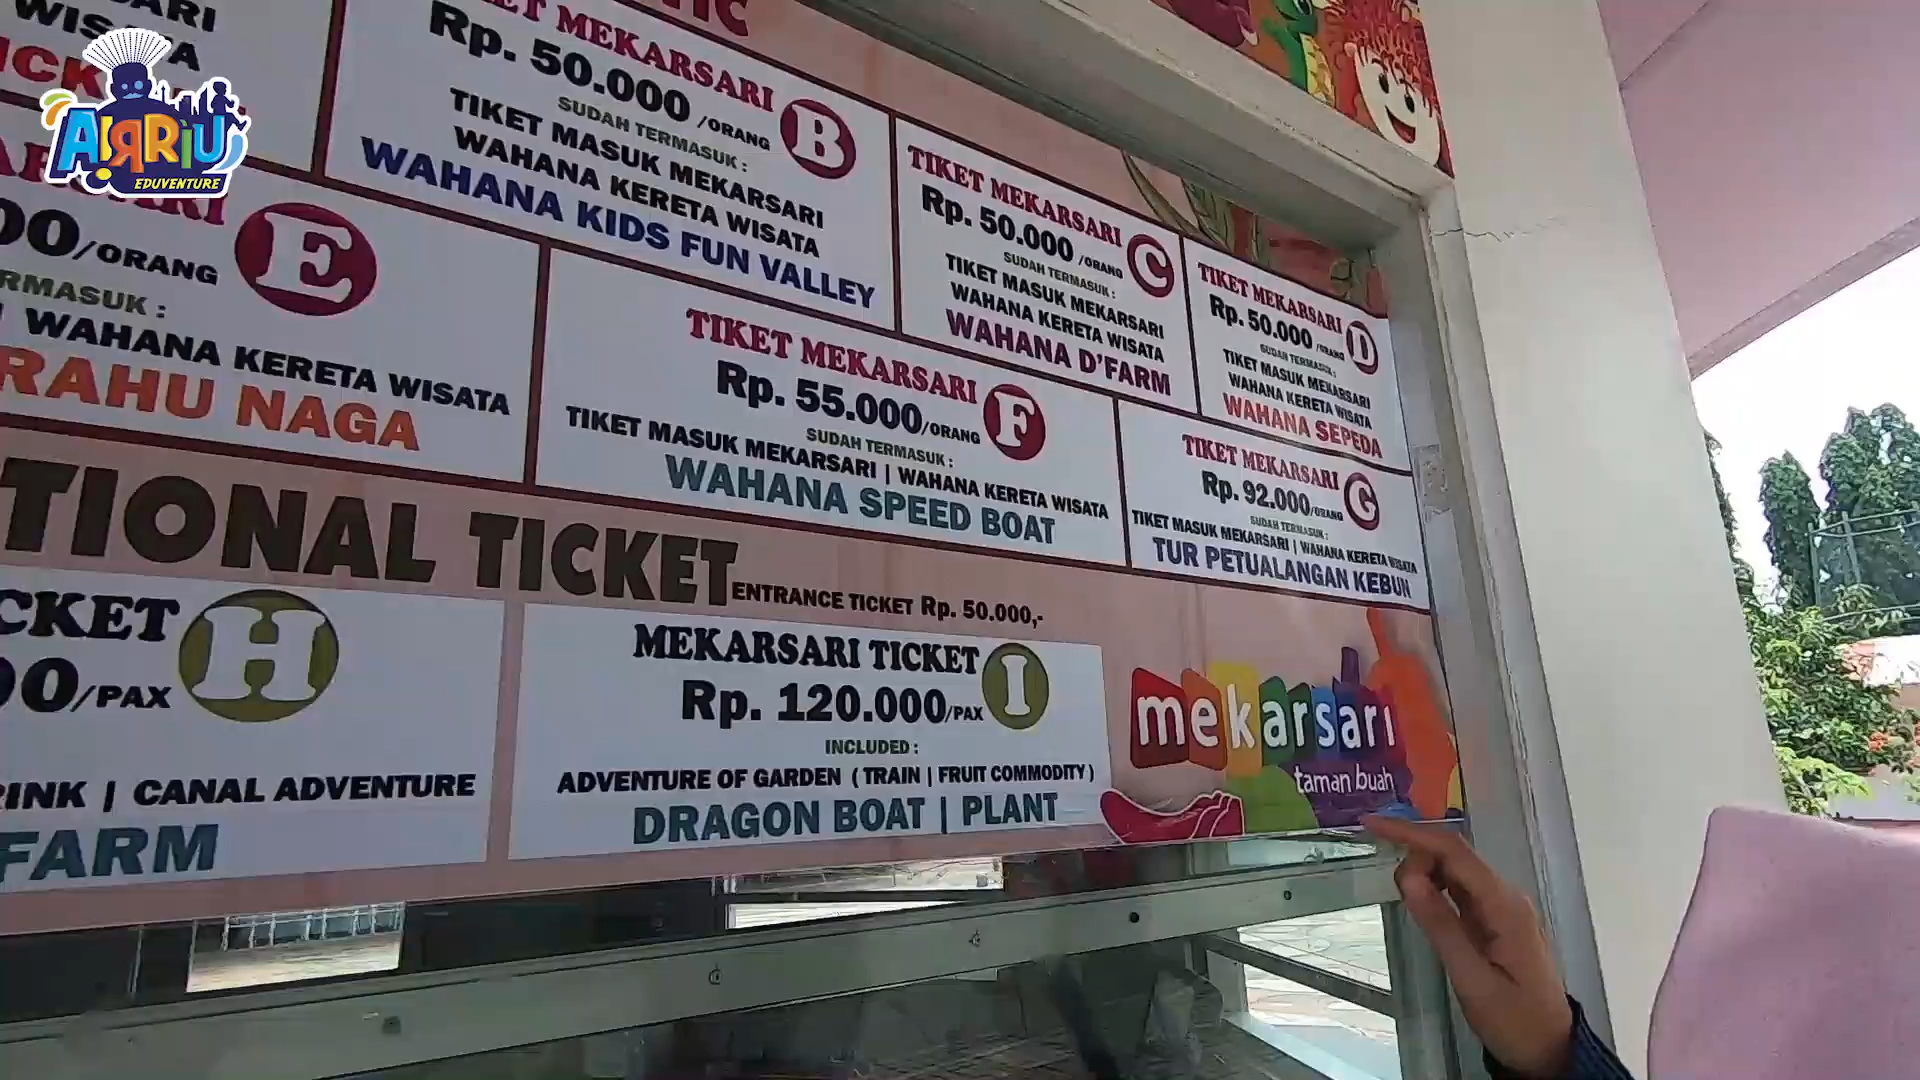 AIRRIU
EDUVENTURE
WISATA
TIKET MEKARSARI B
Rp. 50.000 /ORANG
SUDAH TERMASUK :
TIKET MASUK MEKARSARI
WAHANA KERETA WISATA
WAHANA KIDS FUN VALLEY
TIKET MEKARSARI C
Rp. 50.000 /ORANG
SUDAH TERMASUK :
TIKET MASUK MEKARSARI
WAHANA KERETA WISATA
WAHANA D'FARM
TIKET MEKARSARI D
Rp. 50.000 /ORANG
SUDAH TERMASUK :
TIKET MASUK MEKARSARI
WAHANA KERETA WISATA
WAHANA SEPEDA
00/ORANG E
RMASUK :
WAHANA KERETA WISATA
RAHU NAGA
TIKET MEKARSARI F
Rp. 55.000/ORANG
SUDAH TERMASUK :
TIKET MASUK MEKARSARI | WAHANA KERETA WISATA
WAHANA SPEED BOAT
TIKET MEKARSARI G
Rp. 92.000/ORANG
SUDAH TERMASUK :
TIKET MASUK MEKARSARI | WAHANA KERETA WISATA
TUR PETUALANGAN KEBUN
TIONAL TICKET ENTRANCE TICKET Rp. 50.000,-
CKET H
00/PAX
RINK | CANAL ADVENTURE
FARM
MEKARSARI TICKET I
Rp. 120.000/PAX
INCLUDED :
ADVENTURE OF GARDEN ( TRAIN | FRUIT COMMODITY )
DRAGON BOAT | PLANT
mekarsari
taman buah